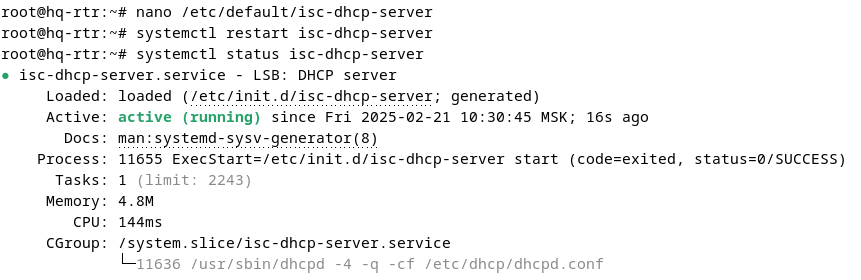 root@hq-rtr:~# nano /etc/default/isc-dhcp-server
root@hq-rtr:~# systemctl restart isc-dhcp-server
root@hq-rtr:~# systemctl status isc-dhcp-server
● isc-dhcp-server.service - LSB: DHCP server
Loaded: loaded (/etc/init.d/isc-dhcp-server; generated)
Active: active (running) since Fri 2025-02-21 10:30:45 MSK; 16s ago
Docs: man:systemd-sysv-generator(8)
Process: 11655 ExecStart=/etc/init.d/isc-dhcp-server start (code=exited, status=0/SUCCESS)
Tasks: 1 (limit: 2243)
Memory: 4.8M
CPU: 144ms
CGroup: /system.slice/isc-dhcp-server.service
└─11636 /usr/sbin/dhcpd -4 -q -cf /etc/dhcp/dhcpd.conf